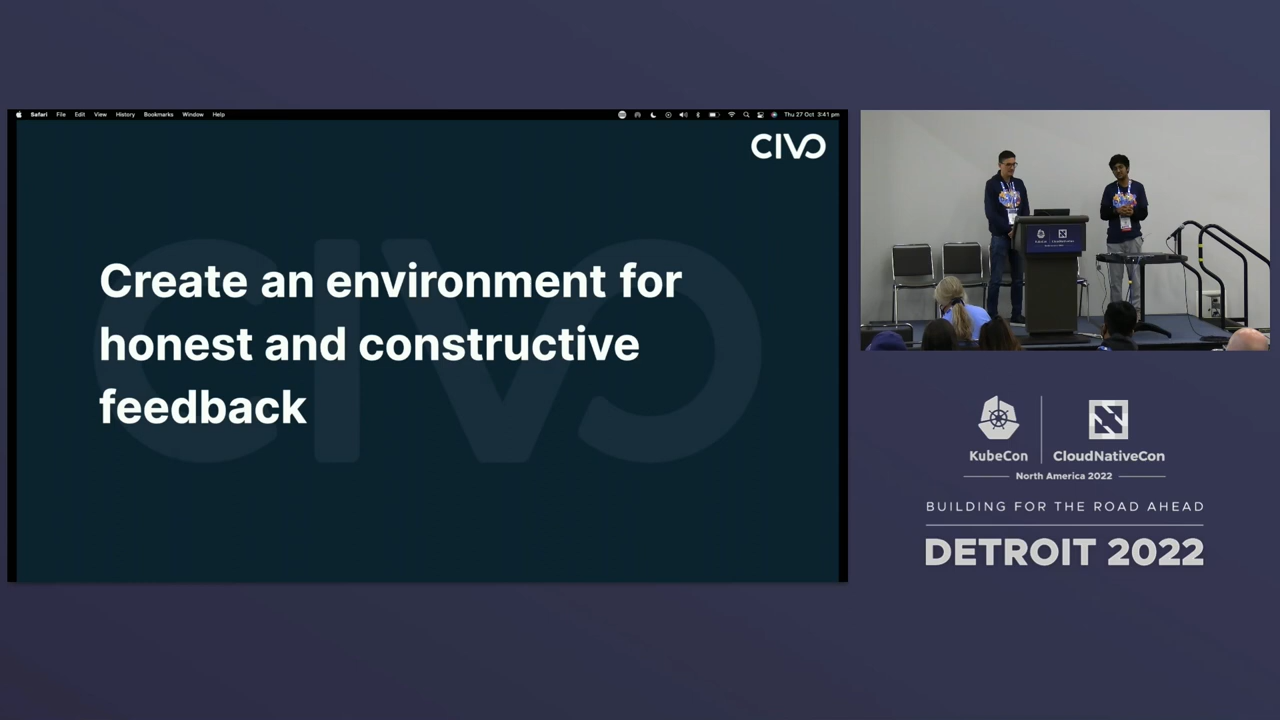 Safari File Edit View History Bookmarks Window Help Thu 27 Oct 3:41 pm
CIVO
Create an environment for
honest and constructive
feedback
KubeCon CloudNativeCon
North America 2022
BUILDING FOR THE ROAD AHEAD
DETROIT 2022